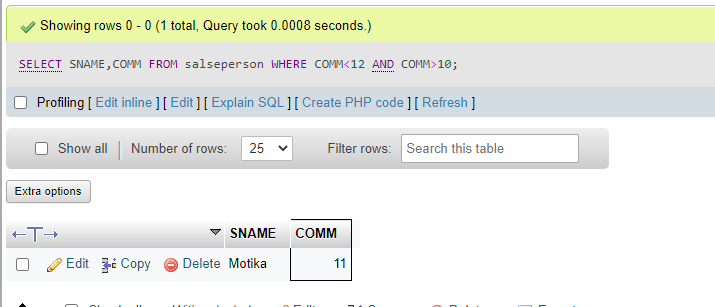 Showing rows 0 - 0 (1 total, Query took 0.0008 seconds.)
SELECT SNAME,COMM FROM salseperson WHERE COMM<12 AND COMM>10;
Profiling [ Edit inline ] [ Edit ] [ Explain SQL ] [ Create PHP code ] [ Refresh ]
Show all | Number of rows: 25 Filter rows: Search this table
Extra options
←T→ SNAME COMM
Edit Copy Delete Motika 11